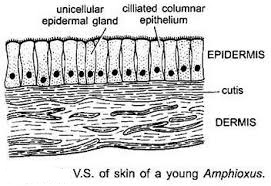 unicellular
epidermal gland
cilliated columnar
epithelium
EPIDERMIS
cutis
DERMIS
V.S. of skin of a young Amphioxus.